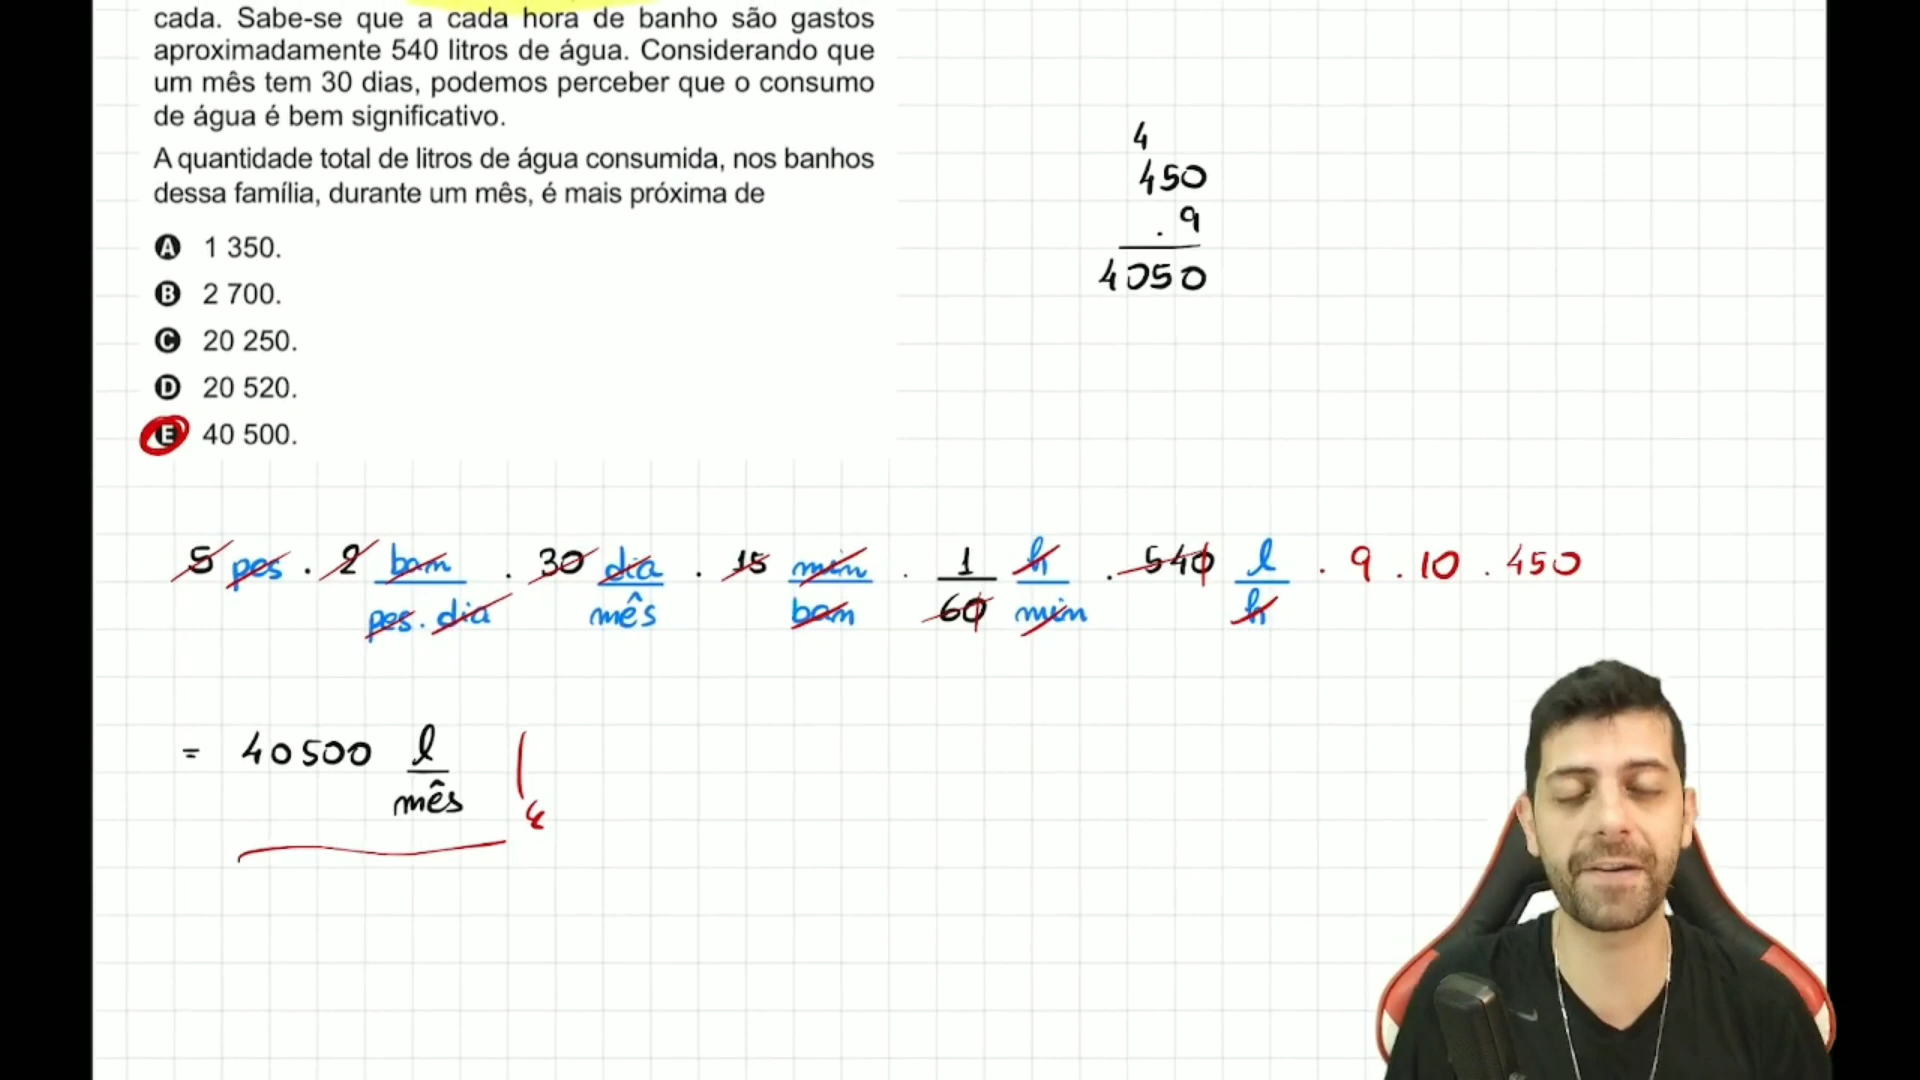 cada. Sabe-se que a cada hora de banho são gastos
aproximadamente 540 litros de água. Considerando que
um mês tem 30 dias, podemos perceber que o consumo
de água é bem significativo.
A quantidade total de litros de água consumida, nos banhos
dessa família, durante um mês, é mais próxima de
A 1 350.
B 2 700.
C 20 250.
D 20 520.
E 40 500.
4
450
. 9
4050
5 pes . 2 ban/pes. dia . 30 dia/mês . 15 min/ban . 1/60 h/min . 540 l/h . 9 . 10 . 450
= 40500 l/mês